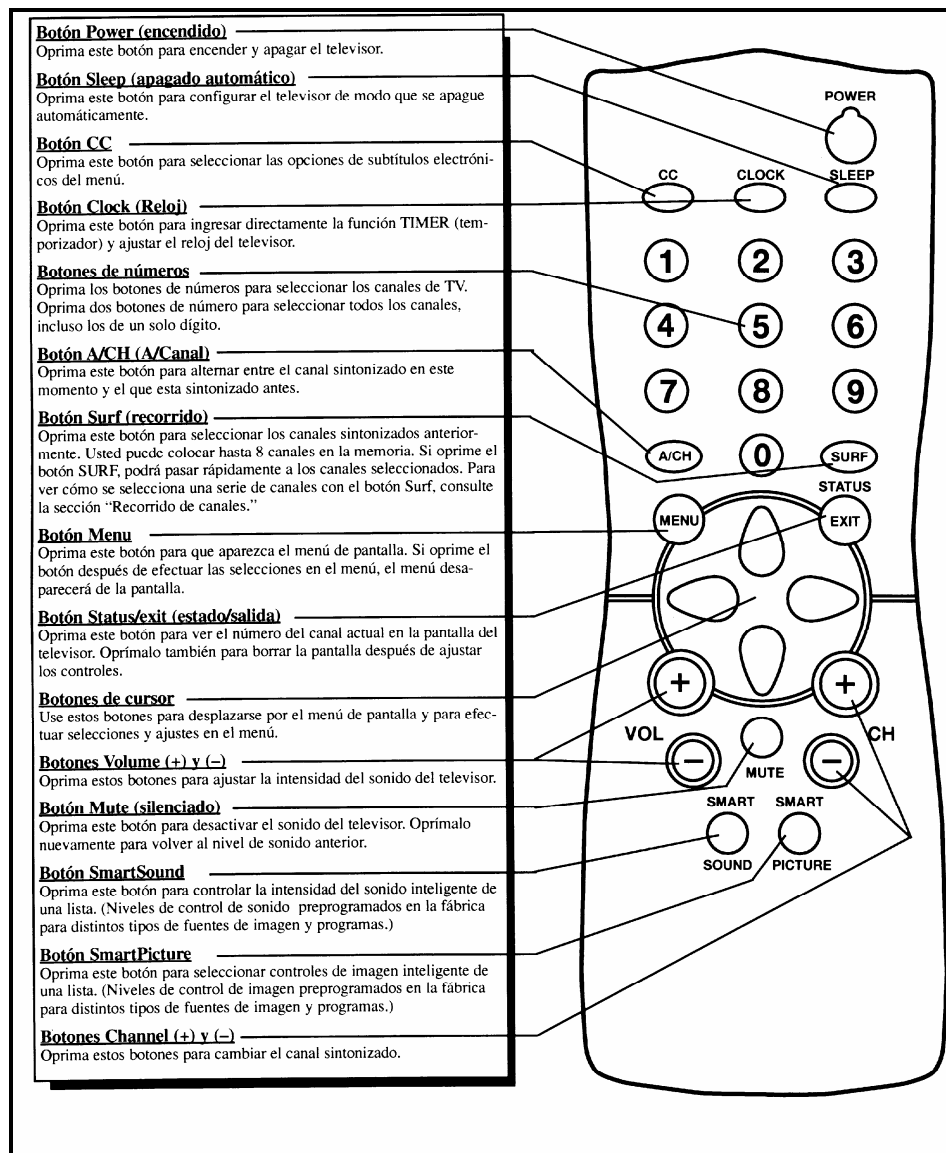 Botón Power (encendido)
Oprima este botón para encender y apagar el televisor.
Botón Sleep (apagado automático)
Oprima este botón para configurar el televisor de modo que se apague
automáticamente.
Botón CC
Oprima este botón para seleccionar las opciones de subtítulos electróni-
cos del menú.
Botón Clock (Reloj)
Oprima este botón para ingresar directamente la función TIMER (tem-
porizador) y ajustar el reloj del televisor.
Botones de números
Oprima los botones de números para seleccionar los canales de TV.
Oprima dos botones de número para seleccionar todos los canales,
incluso los de un solo dígito.
Botón A/CH (A/Canal)
Oprima este botón para alternar entre el canal sintonizado en este
momento y el que esta sintonizado antes.
Botón Surf (recorrido)
Oprima este botón para seleccionar los canales sintonizados anterior-
mente. Usted puede colocar hasta 8 canales en la memoria. Si oprime el
botón SURF, podrá pasar rápidamente a los canales seleccionados. Para
ver cómo se selecciona una serie de canales con el botón Surf, consulte
la sección “Recorrido de canales.”
Botón Menu
Oprima este botón para que aparezca el menú de pantalla. Si oprime el
botón después de efectuar las selecciones en el menú, el menú desa-
parecerá de la pantalla.
Botón Status/exit (estado/salida)
Oprima este botón para ver el número del canal actual en la pantalla del
televisor. Oprímalo también para borrar la pantalla después de ajustar
los controles.
Botones de cursor
Use estos botones para desplazarse por el menú de pantalla y para efec-
tuar selecciones y ajustes en el menú.
Botones Volume (+) y (–)
Oprima estos botones para ajustar la intensidad del sonido del televisor.
Botón Mute (silenciado)
Oprima este botón para desactivar el sonido del televisor. Oprímalo
nuevamente para volver al nivel de sonido anterior.
Botón SmartSound
Oprima este botón para controlar la intensidad del sonido inteligente de
una lista. (Niveles de control de sonido preprogramados en la fábrica
para distintos tipos de fuentes de imagen y programas.)
Botón SmartPicture
Oprima este botón para seleccionar controles de imagen inteligente de
una lista. (Niveles de control de imagen preprogramados en la fábrica
para distintos tipos de fuentes de imagen y programas.)
Botones Channel (+) y (–)
Oprima estos botones para cambiar el canal sintonizado.
POWER
CC CLOCK SLEEP
1 2 3
4 5 6
7 8 9
A/CH 0 SURF
STATUS
MENU EXIT
+ +
VOL CH
– –
MUTE
SMART SMART
SOUND PICTURE